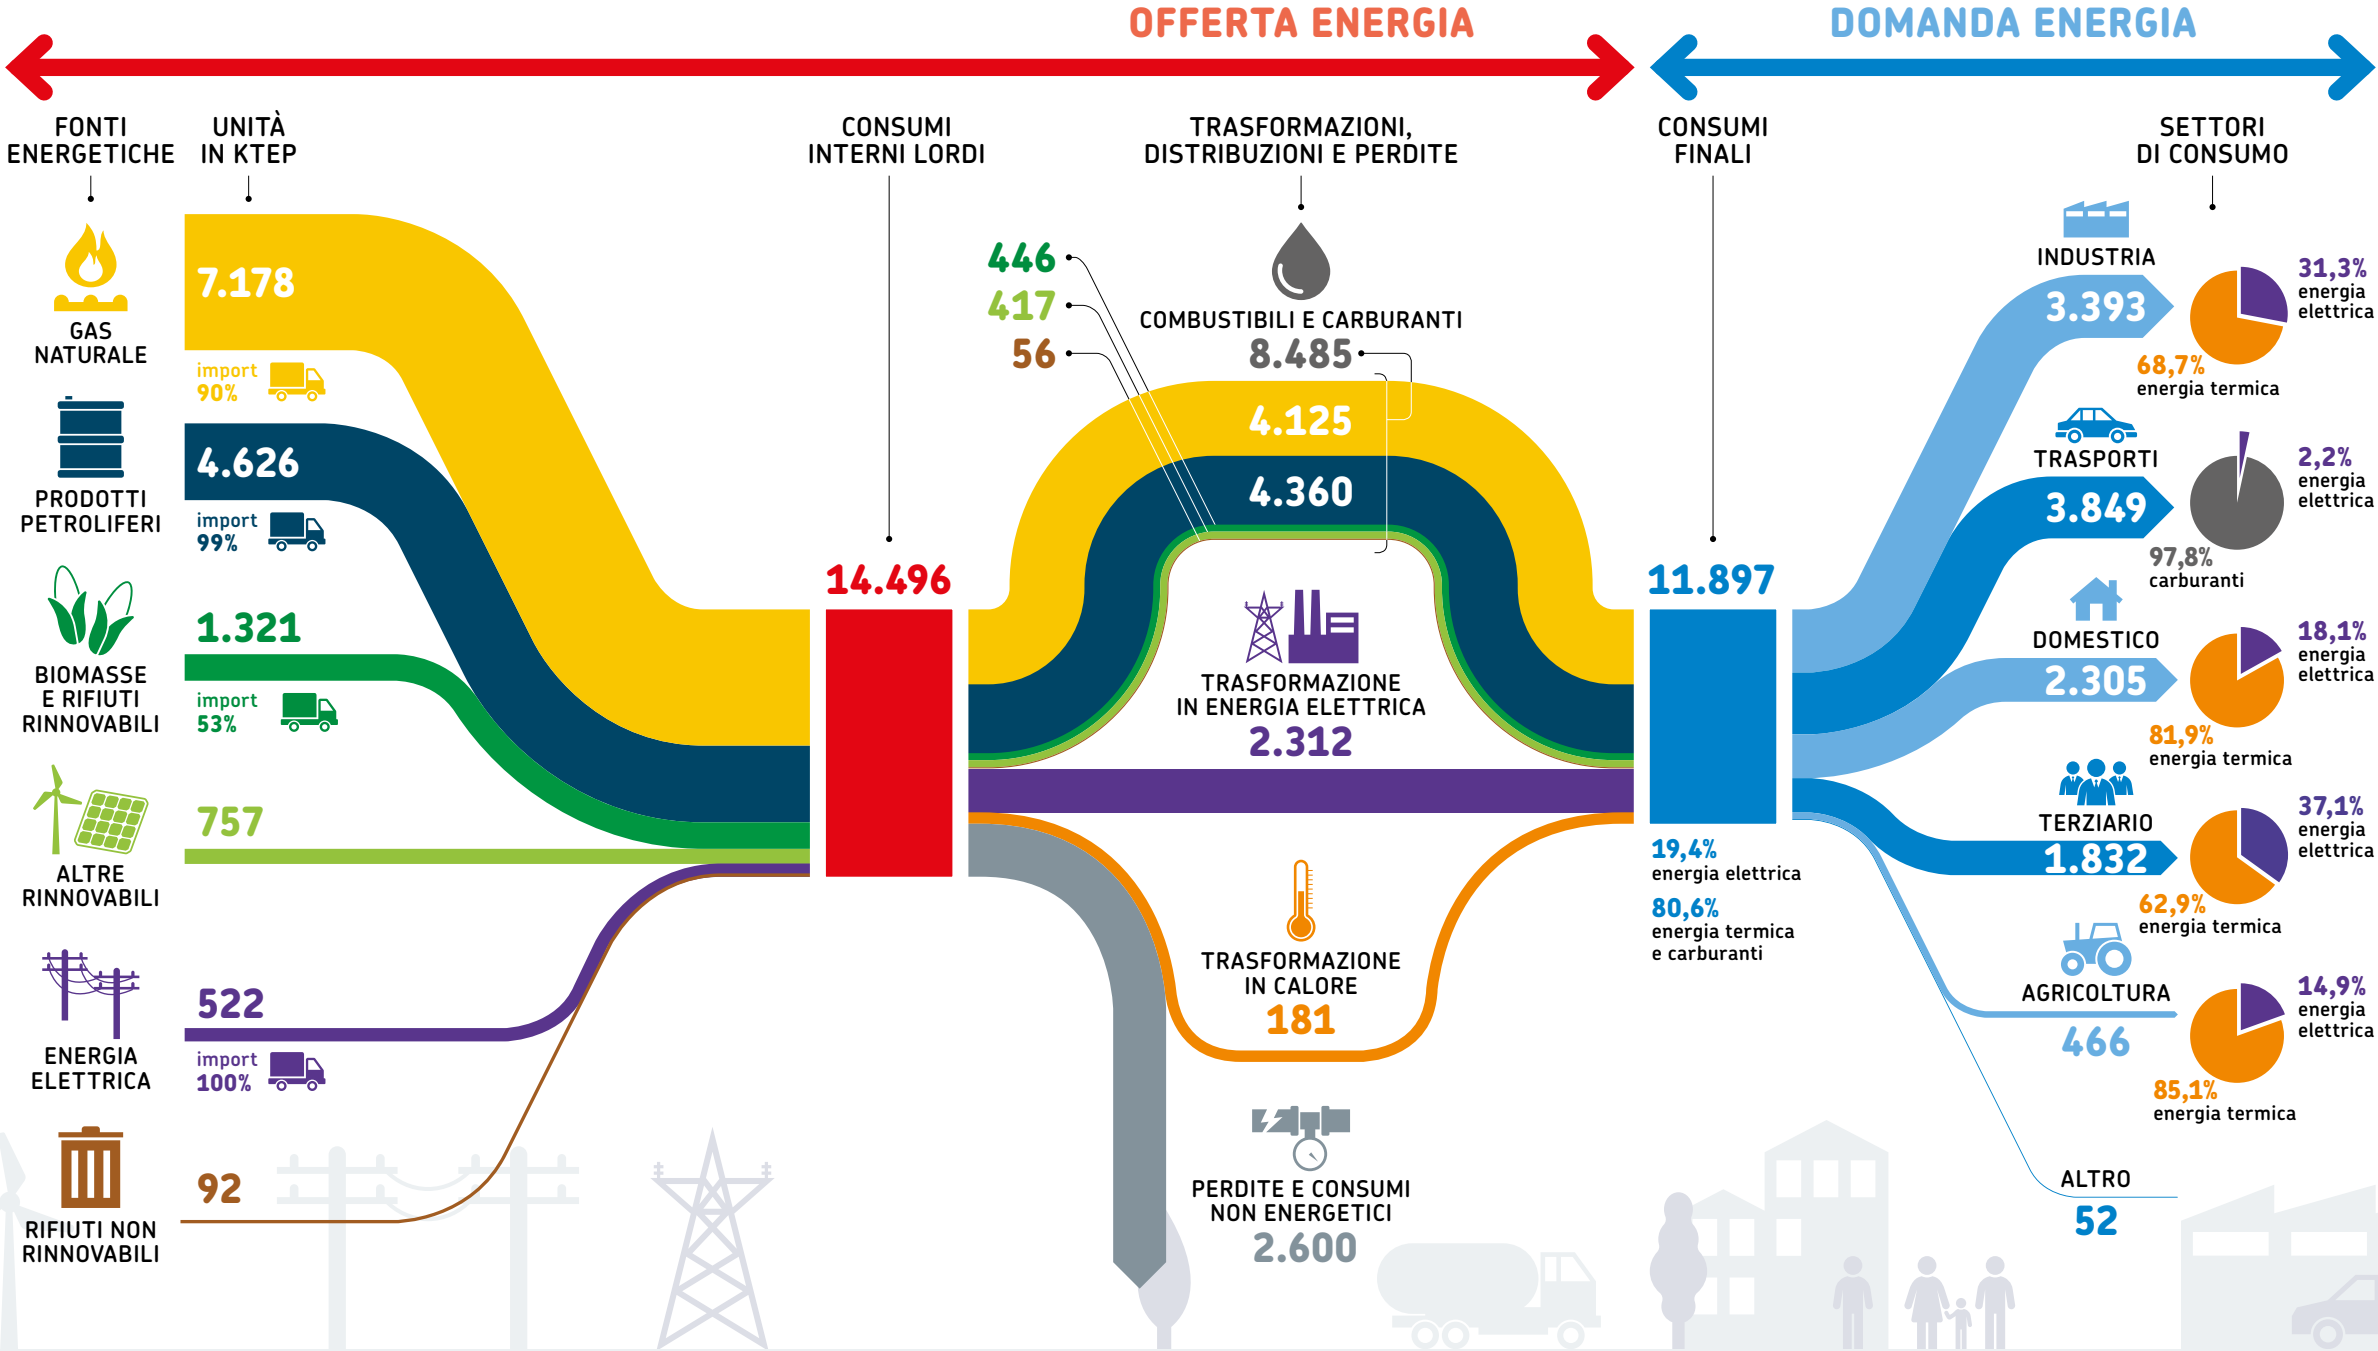 OFFERTA ENERGIA
DOMANDA ENERGIA
FONTI
ENERGETICHE
UNITÀ
IN KTEP
CONSUMI
INTERNI LORDI
TRASFORMAZIONI,
DISTRIBUZIONI E PERDITE
CONSUMI
FINALI
SETTORI
DI CONSUMO
GAS
NATURALE
7.178
import
90%
PRODOTTI
PETROLIFERI
4.626
import
99%
BIOMASSE
E RIFIUTI
RINNOVABILI
1.321
import
53%
ALTRE
RINNOVABILI
757
ENERGIA
ELETTRICA
522
import
100%
RIFIUTI NON
RINNOVABILI
92
14.496
446
417
56
COMBUSTIBILI E CARBURANTI
8.485
4.125
4.360
TRASFORMAZIONE
IN ENERGIA ELETTRICA
2.312
TRASFORMAZIONE
IN CALORE
181
PERDITE E CONSUMI
NON ENERGETICI
2.600
11.897
19,4%
energia elettrica
80,6%
energia termica
e carburanti
INDUSTRIA
3.393
31,3%
energia
elettrica
68,7%
energia termica
TRASPORTI
3.849
2,2%
energia
elettrica
97,8%
carburanti
DOMESTICO
2.305
18,1%
energia
elettrica
81,9%
energia termica
TERZIARIO
1.832
37,1%
energia
elettrica
62,9%
energia termica
AGRICOLTURA
466
14,9%
energia
elettrica
85,1%
energia termica
ALTRO
52